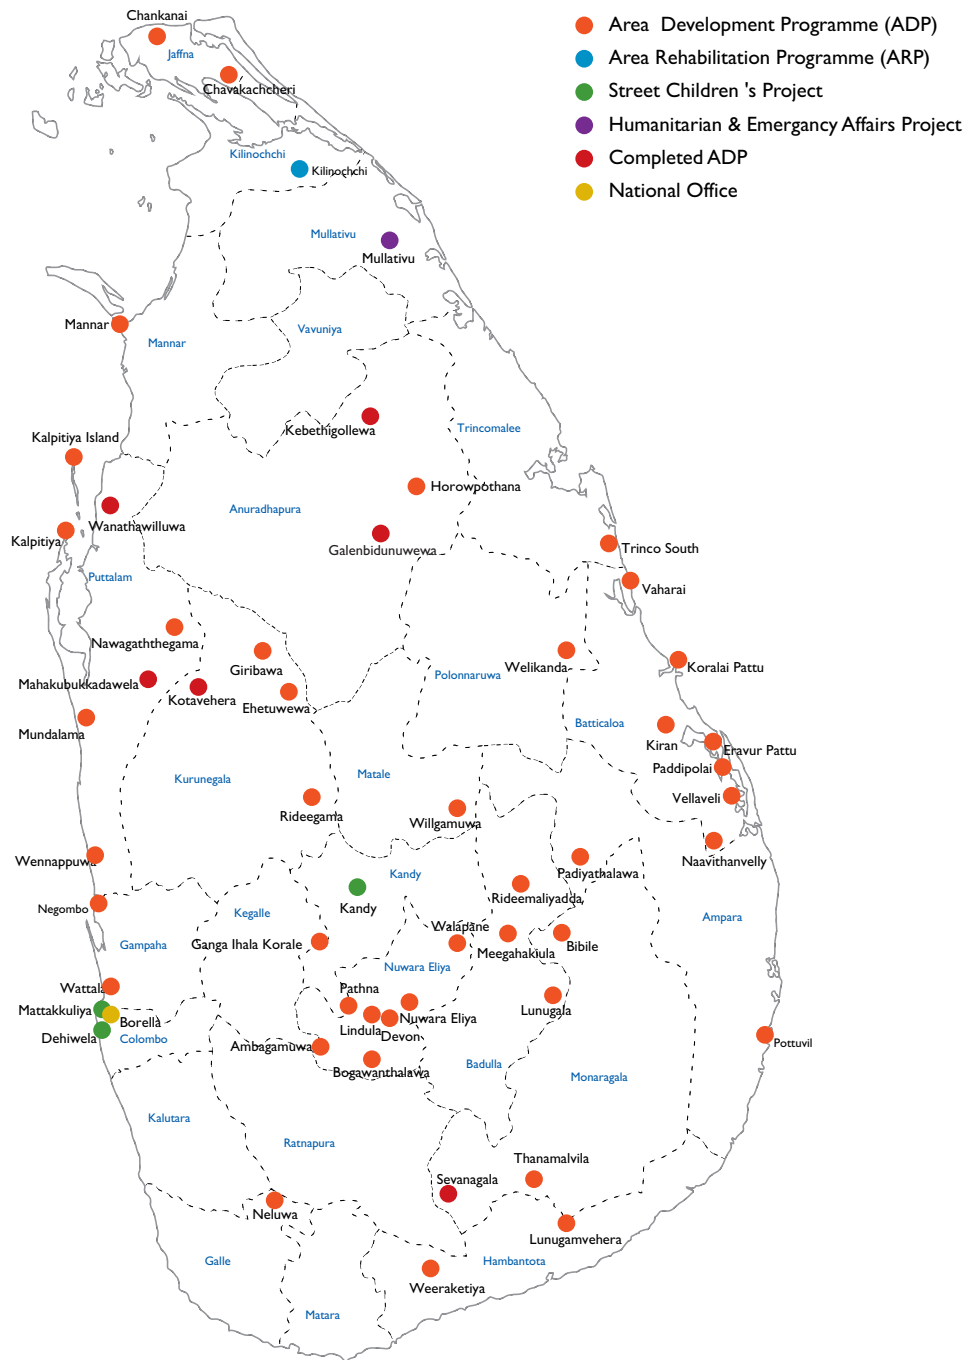 Chankanai
Area Development Programme (ADP)
Jaffna
Area Rehabilitation Programme (ARP)
Chavakachcheri
Street Children 's Project
Humanitarian & Emergancy Affairs Project
Kilinochchi
Completed ADP
Kilinochchi
National Office
Mullativu
Mullativu
Mannar
Vavuniya
Mannar
Kebethigollewa
Trincomalee
Kalpitiya Island
Horowpothana
Anuradhapura
Wanathawilluwa
Kalpitiya
Galenbidunuwewa
Trinco South
Puttalam
Vaharai
Nawagaththegama
Giribawa
Welikanda
Koralai Pattu
Polonnaruwa
Mahakubukkadawela
Kotavehera
Ehetuwewa
Batticaloa
Mundalama
Kiran
Eravur Pattu
Paddipolai
Matale
Kurunegala
Vellaveli
Rideegama
Willgamuwa
Wennappuwa
Naavithanvelly
Padiyathalawa
Kandy
Rideemaliyadda
Kandy
Negombo
Kegalle
Ampara
Walapane
Gampaha
Ganga Ihala Korale
Meegahakiula
Bibile
Nuwara Eliya
Wattala
Pathna
Mattakkuliya
Lunugala
Borella
Nuwara Eliya
Lindula
Devon
Dehiwela
Colombo
Pottuvil
Ambagamuwa
Badulla
Bogawanthalawa
Monaragala
Kalutara
Ratnapura
Thanamalvila
Sevanagala
Neluwa
Lunugamvehera
Galle
Hambantota
Weeraketiya
Matara